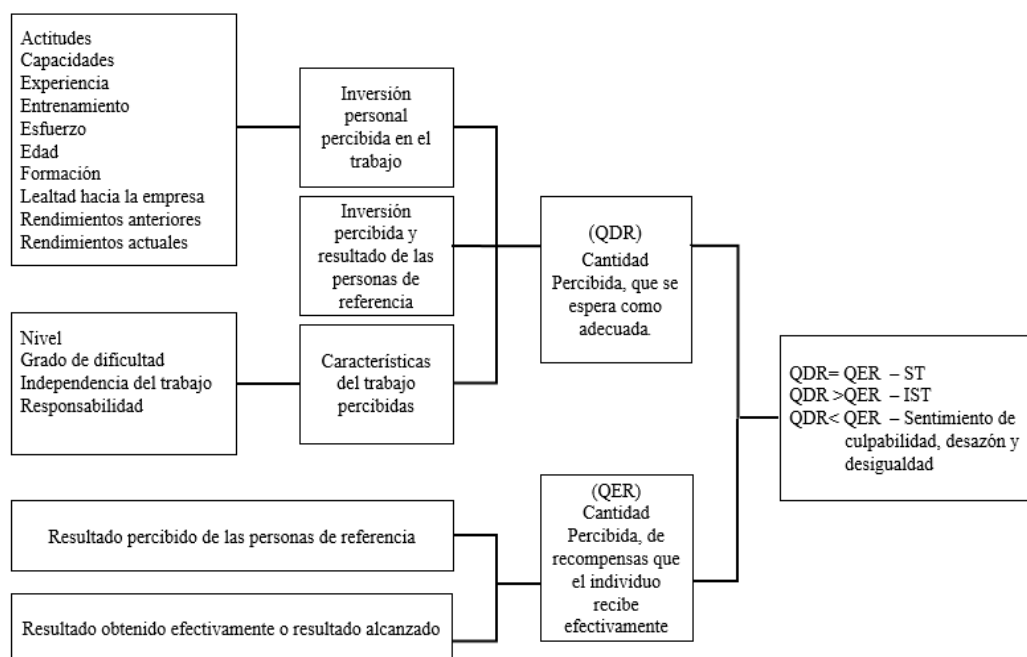 Actitudes
Capacidades
Experiencia
Entrenamiento
Esfuerzo
Edad
Formación
Lealtad hacia la empresa
Rendimientos anteriores
Rendimientos actuales
Inversión
personal
percibida en el
trabajo
Inversión
percibida y
resultado de las
personas de
referencia
Nivel
Grado de dificultad
Independencia del trabajo
Responsabilidad
Características
del trabajo
percibidas
(QDR)
Cantidad
Percibida, que se
espera como
adecuada.
Resultado percibido de las personas de referencia
Resultado obtenido efectivamente o resultado alcanzado
(QER)
Cantidad
Percibida, de
recompensas que
el individuo
recibe
efectivamente
QDR= QER – ST
QDR >QER – IST
QDR< QER – Sentimiento de
culpabilidad, desazón y
desigualdad